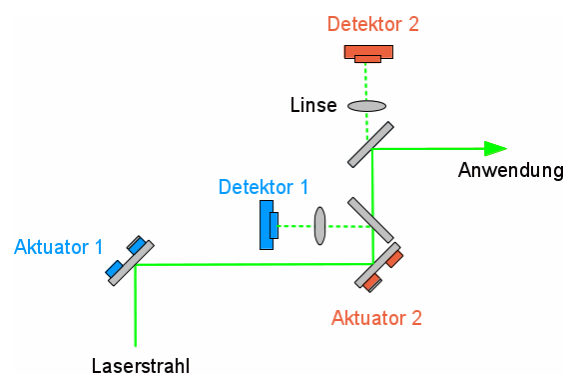 Detektor 2
Linse
Anwendung
Detektor 1
Aktuator 1
Aktuator 2
Laserstrahl